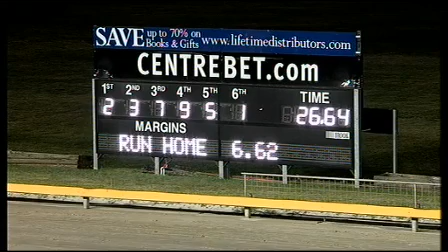 SAVE up to 70% on Books & Gifts www.lifetimedistributors.com
CENTREBET.com
1ST 2ND 3RD 4TH 5TH 6TH TIME
2 3 7 9 5 1 26.64
MARGINS
RUN HOME 6.62